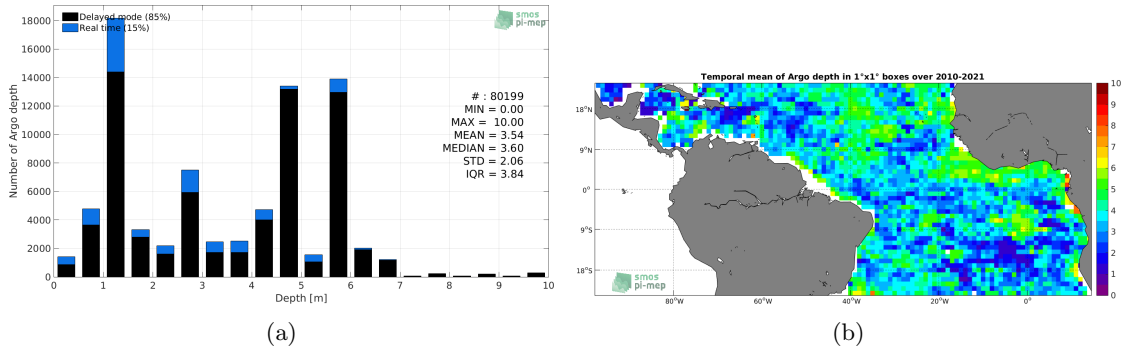 Delayed mode (85%)
Real time (15%)
smos
pi-mep
18000
16000
14000
12000
10000
8000
6000
4000
2000
0
Number of Argo depth
# : 80199
MIN = 0.00
MAX = 10.00
MEAN = 3.54
MEDIAN = 3.60
STD = 2.06
IQR = 3.84
0 1 2 3 4 5 6 7 8 9 10
Depth [m]
(a)
Temporal mean of Argo depth in 1°x1° boxes over 2010-2021
18°N
9°N
0°
9°S
18°S
80°W 60°W 40°W 20°W 0°
smos
pi-mep
10
9
8
7
6
5
4
3
2
1
0
(b)